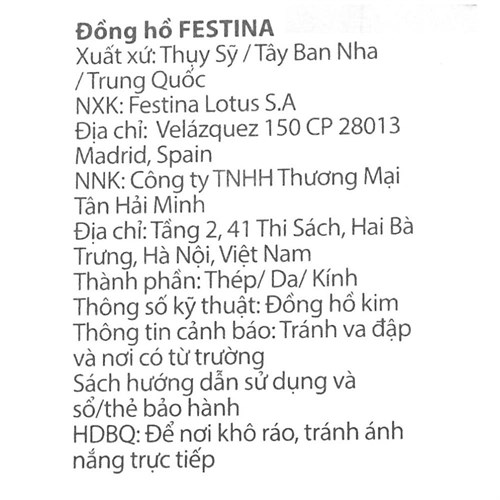 Đồng hồ FESTINA
Xuất xứ: Thụy Sỹ / Tây Ban Nha
/ Trung Quốc
NXK: Festina Lotus S.A
Địa chỉ: Velázquez 150 CP 28013
Madrid, Spain
NNK: Công ty TNHH Thương Mại
Tân Hải Minh
Địa chỉ: Tầng 2, 41 Thi Sách, Hai Bà
Trưng, Hà Nội, Việt Nam
Thành phần: Thép/ Da/ Kính
Thông số kỹ thuật: Đồng hồ kim
Thông tin cảnh báo: Tránh va đập
và nơi có từ trường
Sách hướng dẫn sử dụng và
sổ/thẻ bảo hành
HDBQ: Để nơi khô ráo, tránh ánh
nắng trực tiếp